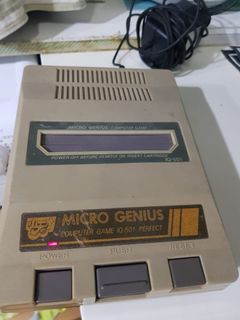 MICRO GENIUS COMPUTER GAME
POWER OFF BEFORE REMOVE OR INSERT CARTRIDGE
IQ-501
MICRO GENIUS
COMPUTER GAME IQ-501 PERFECT
POWER PUSH RESET